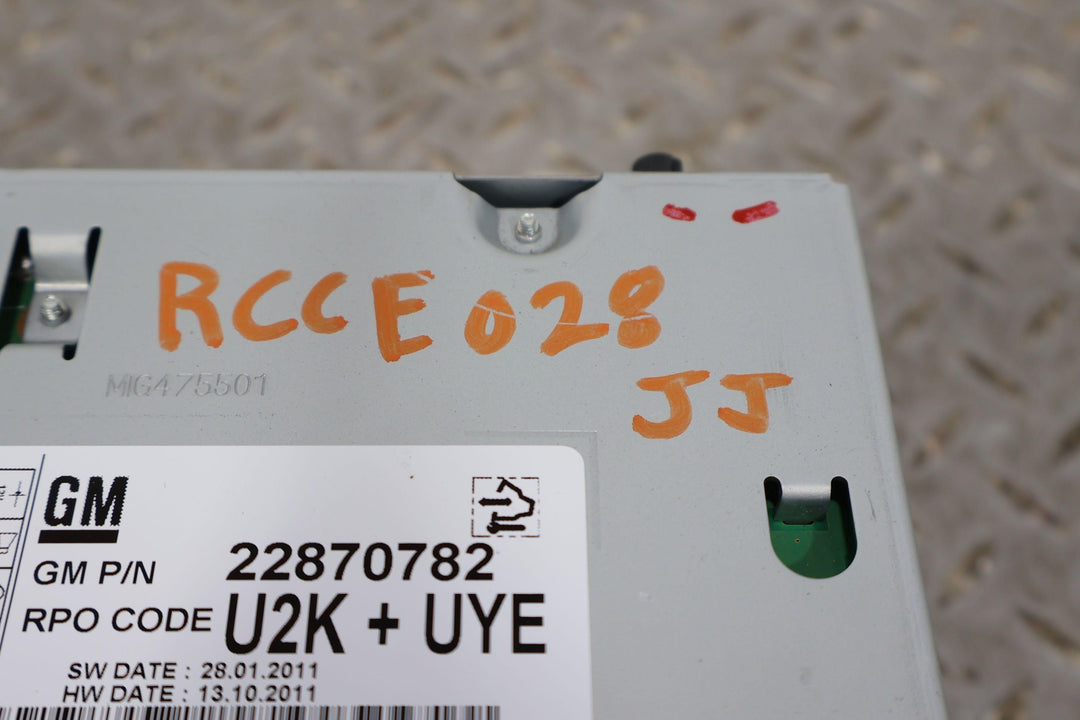 RCCE028
JJ
MIG475501
GM
GM P/N 22870782
RPO CODE U2K + UYE
SW DATE : 28.01.2011
HW DATE : 13.10.2011